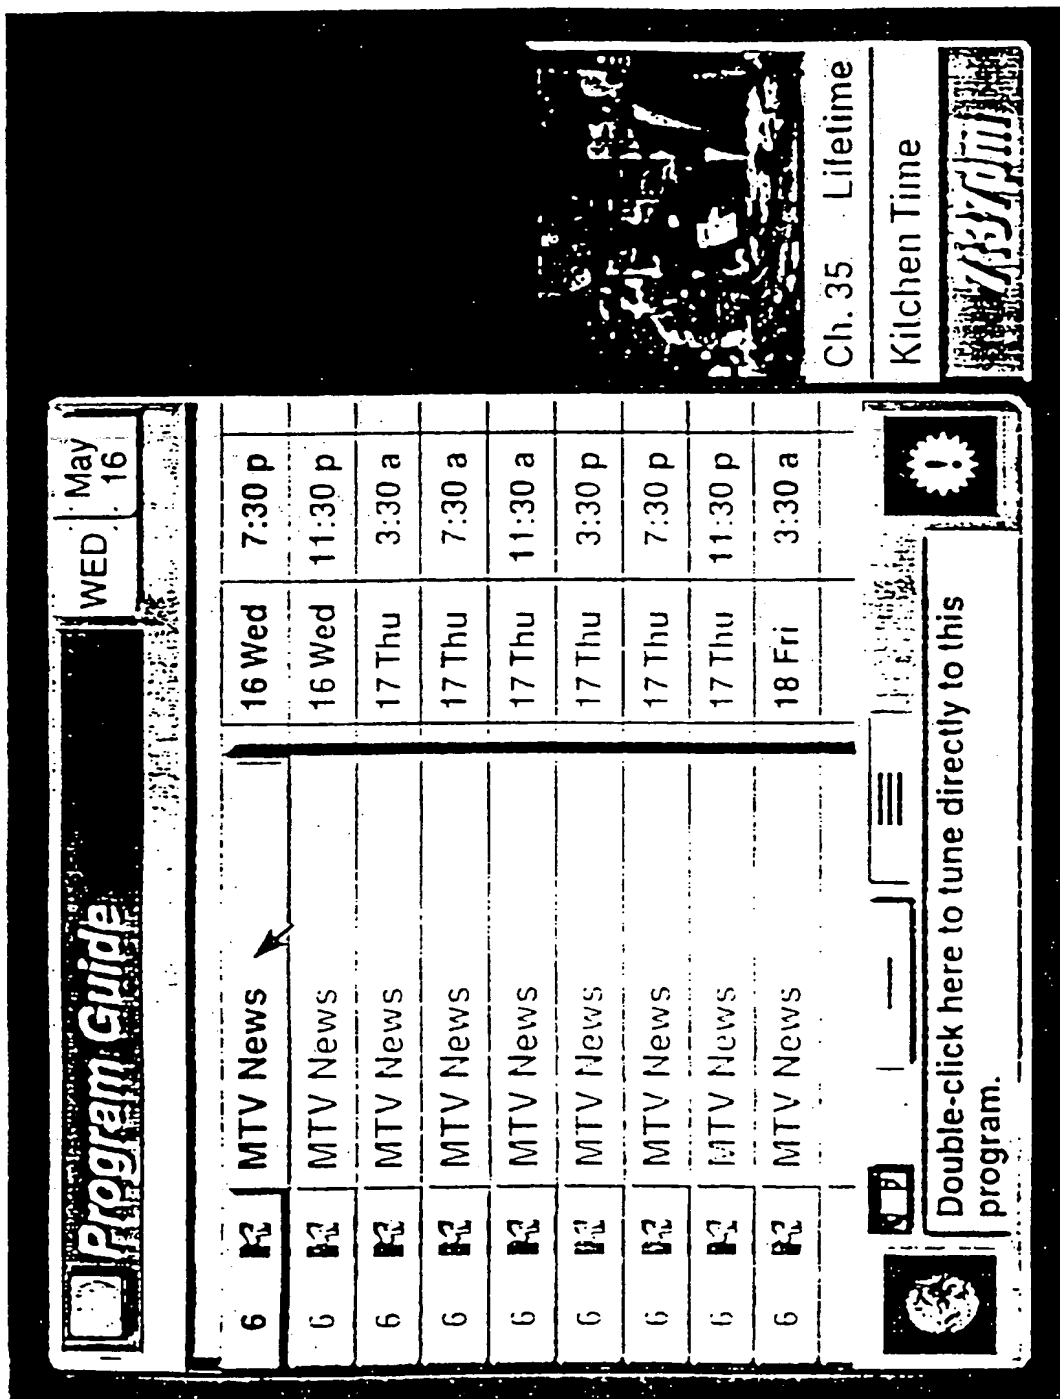 Program Guide
WED May
16
6 MTV News 16 Wed 7:30 p
6 MTV News 16 Wed 11:30 p
6 MTV News 17 Thu 3:30 a
6 MTV News 17 Thu 7:30 a
6 MTV News 17 Thu 11:30 a
6 MTV News 17 Thu 3:30 p
6 MTV News 17 Thu 7:30 p
6 MTV News 17 Thu 11:30 p
6 MTV News 18 Fri 3:30 a
Double-click here to tune directly to this
program.
!
Ch. 35 Lifetime
Kitchen Time